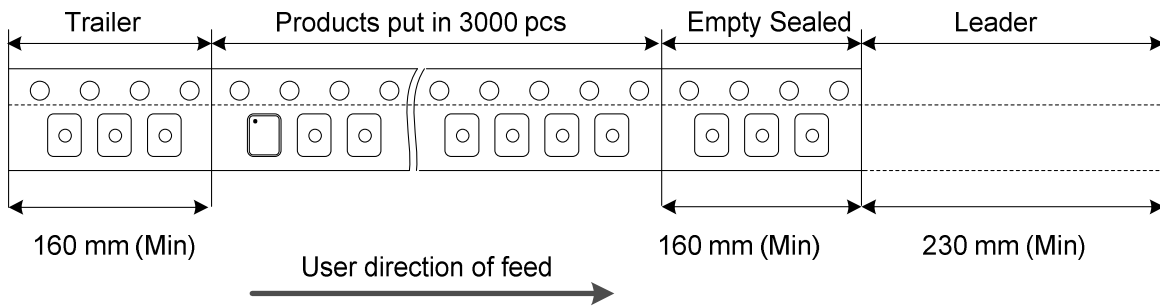 Trailer
Products put in 3000 pcs
Empty Sealed
Leader
160 mm (Min)
160 mm (Min)
230 mm (Min)
User direction of feed